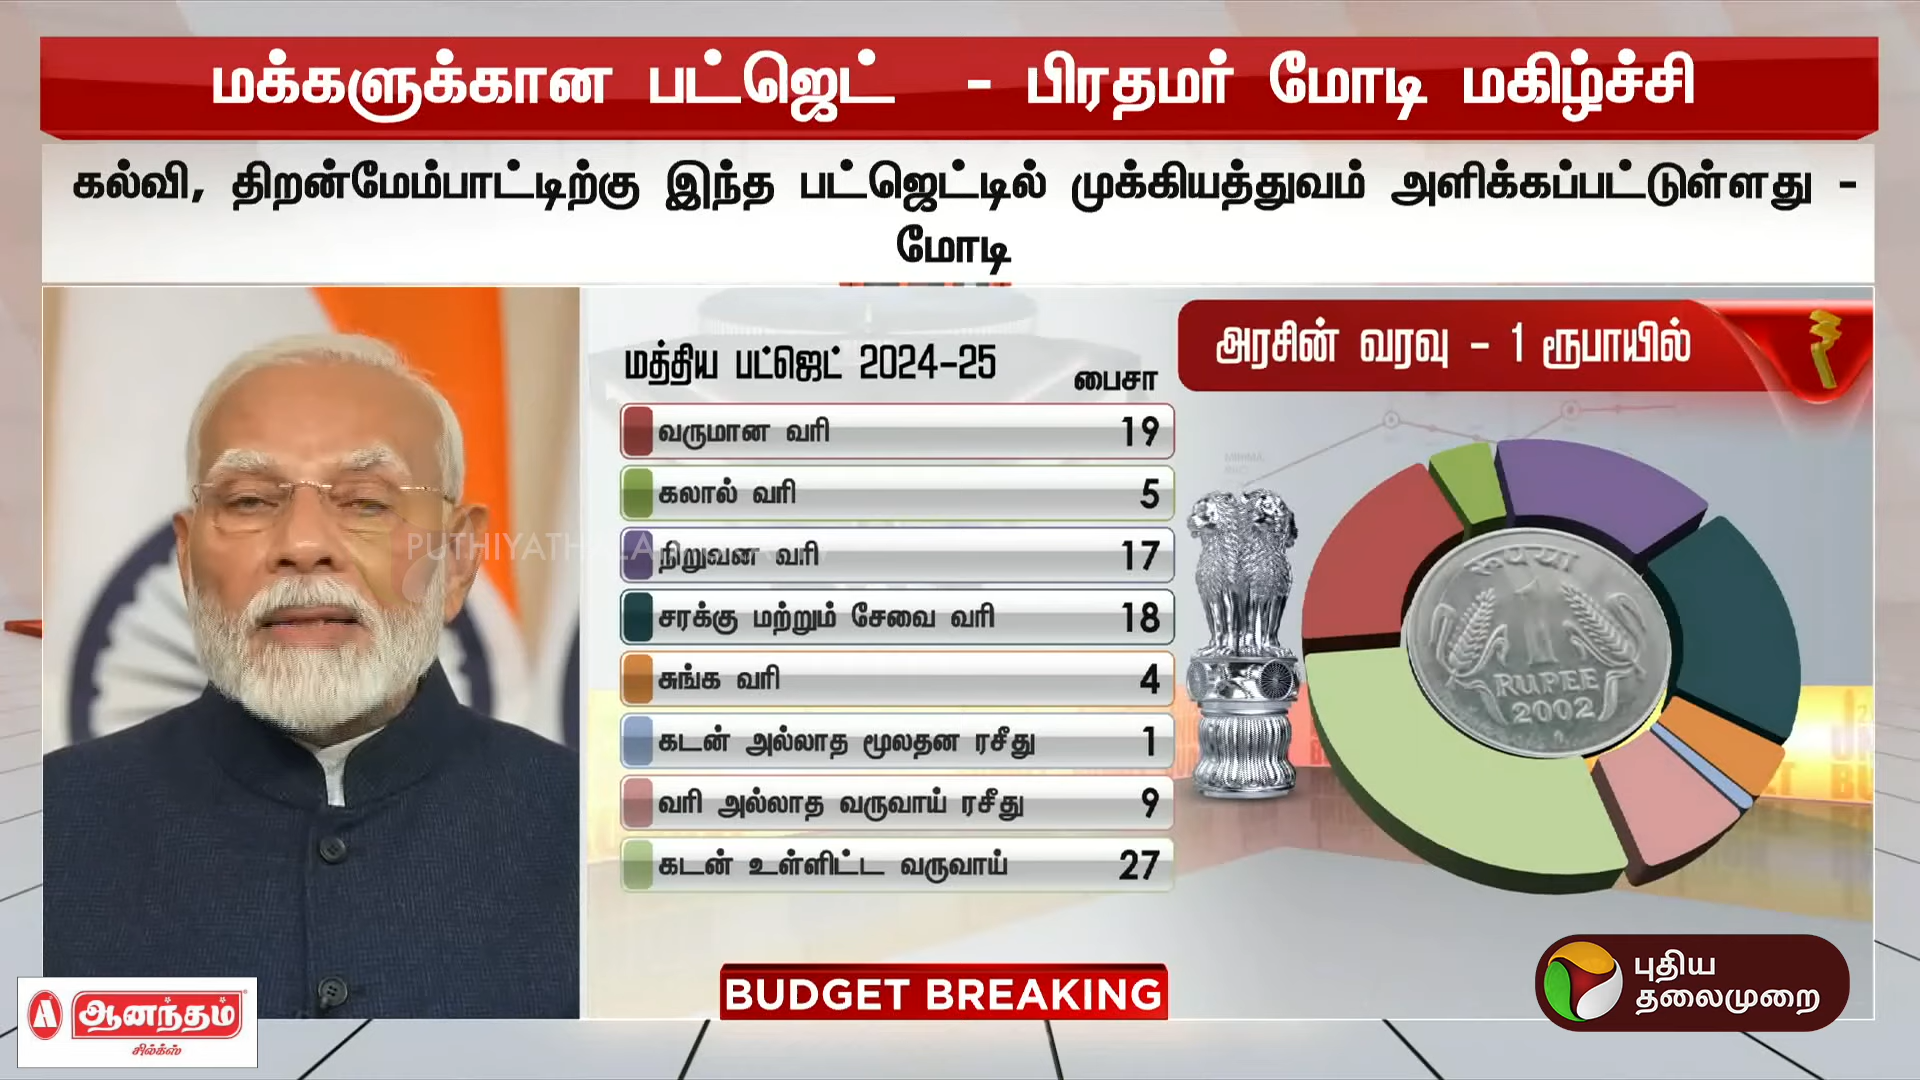 மக்களுக்கான பட்ஜெட் - பிரதமர் மோடி மகிழ்ச்சி
கல்வி, திறன்மேம்பாட்டிற்கு இந்த பட்ஜெட்டில் முக்கியத்துவம் அளிக்கப்பட்டுள்ளது -
மோடி
அரசின் வரவு - 1 ரூபாயில்
மத்திய பட்ஜெட் 2024-25 பைசா
வருமான வரி 19
கலால் வரி 5
நிறுவன வரி 17
சரக்கு மற்றும் சேவை வரி 18
சுங்க வரி 4
கடன் அல்லாத மூலதன ரசீது 1
வரி அல்லாத வருவாய் ரசீது 9
கடன் உள்ளிட்ட வருவாய் 27
रुपया
1
RUPEE
2002
BUDGET BREAKING
புதிய
தலைமுறை
ஆனந்தம்
சில்க்ஸ்